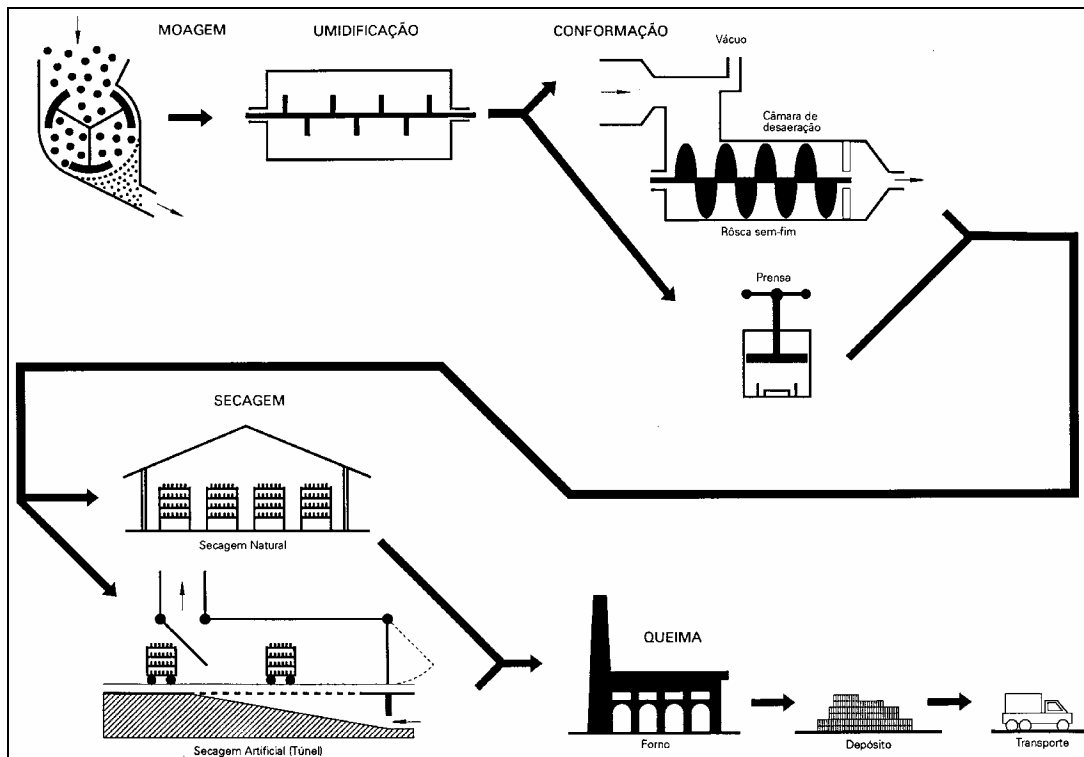 MOAGEM
UMIDIFICAÇÃO
CONFORMAÇÃO
Vácuo
Câmara de
desaeração
Rôsca sem-fim
Prensa
SECAGEM
Secagem Natural
Secagem Artificial (Túnel)
QUEIMA
Forno
Depósito
Transporte